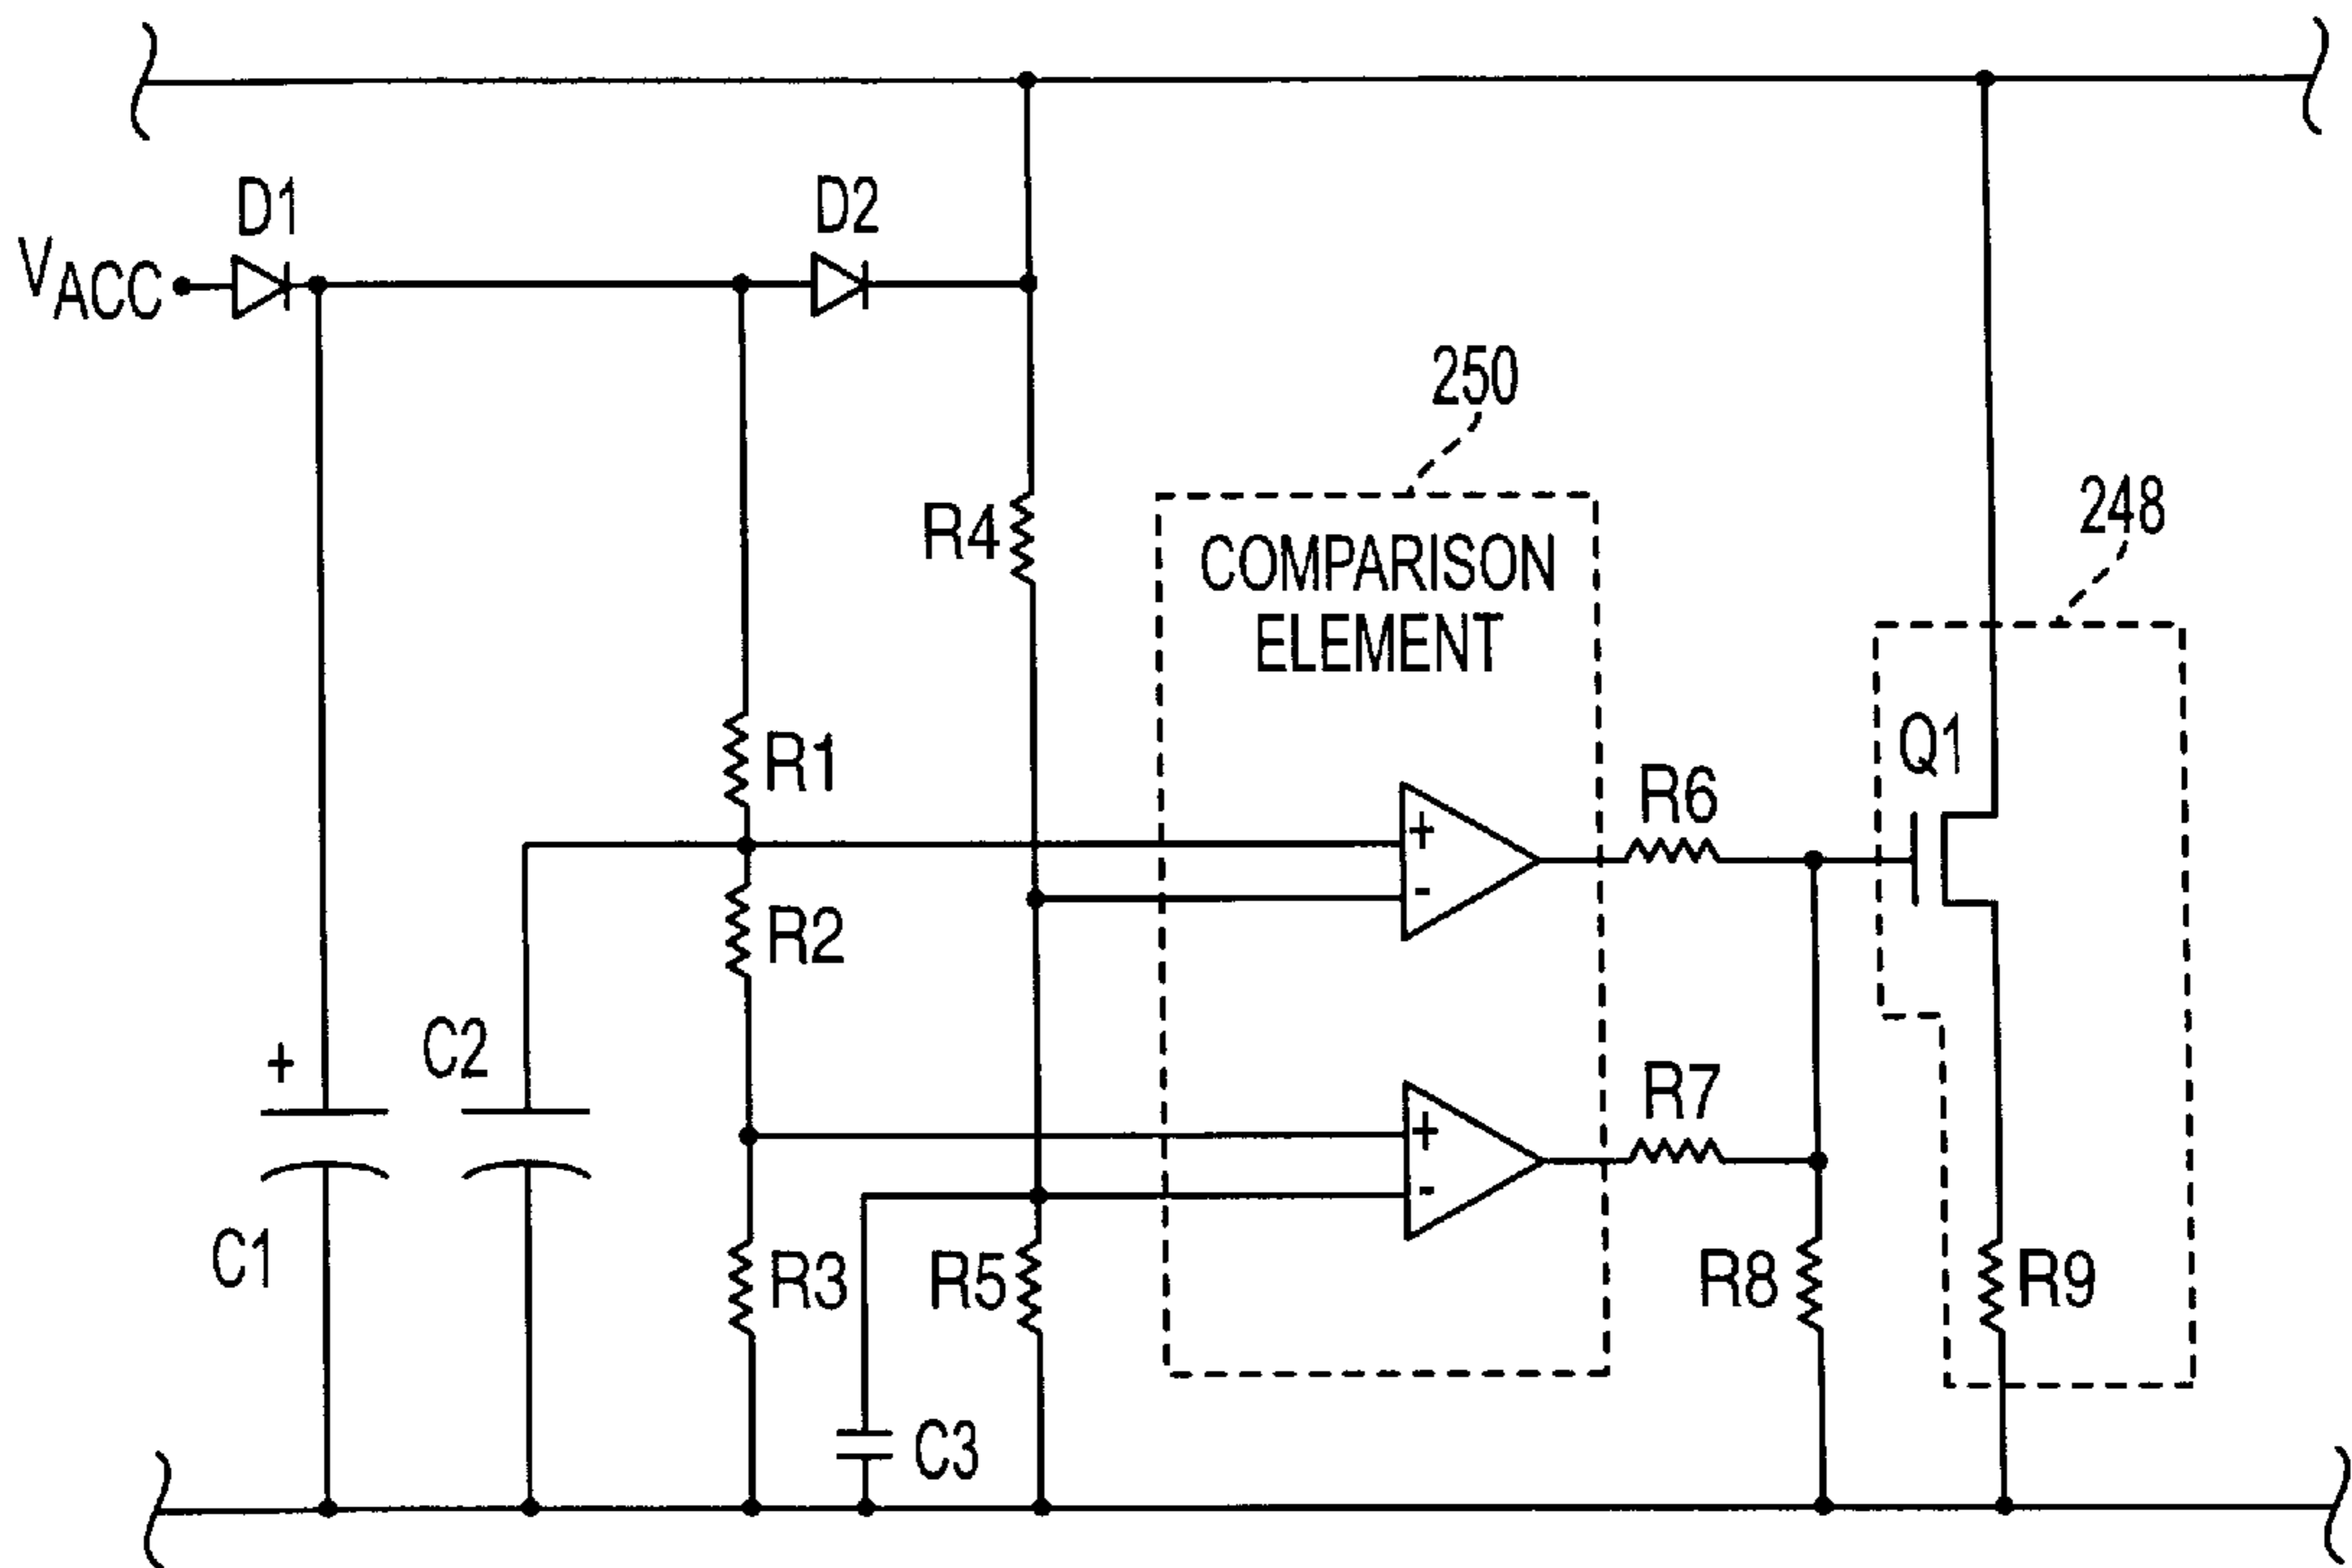 D1
D2
VACC
250
248
R4
COMPARISON
ELEMENT
Q1
R1
R6
+
-
R2
C2
+
R7
+
-
C1
R3
R5
R8
R9
C3